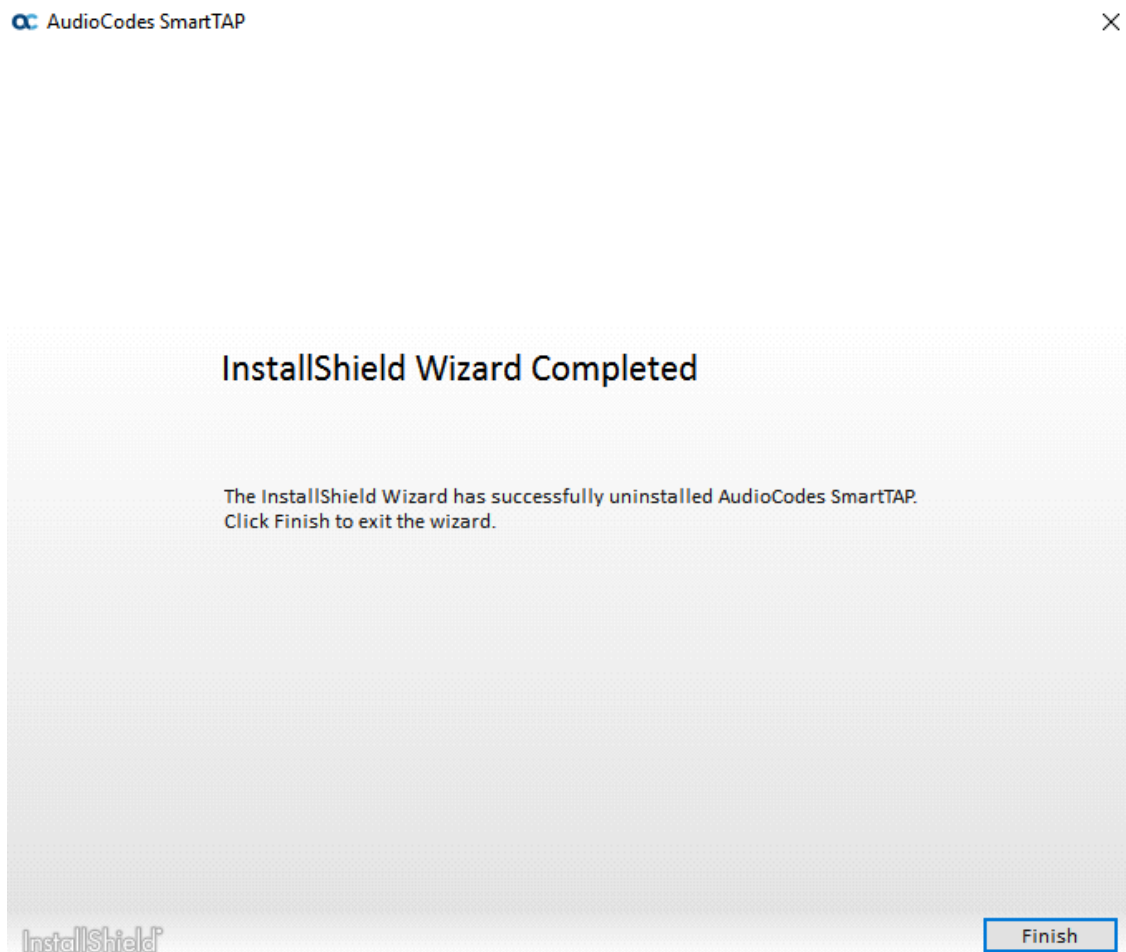 AudioCodes SmartTAP
InstallShield Wizard Completed
The InstallShield Wizard has successfully uninstalled AudioCodes SmartTAP.
Click Finish to exit the wizard.
InstallShield
Finish